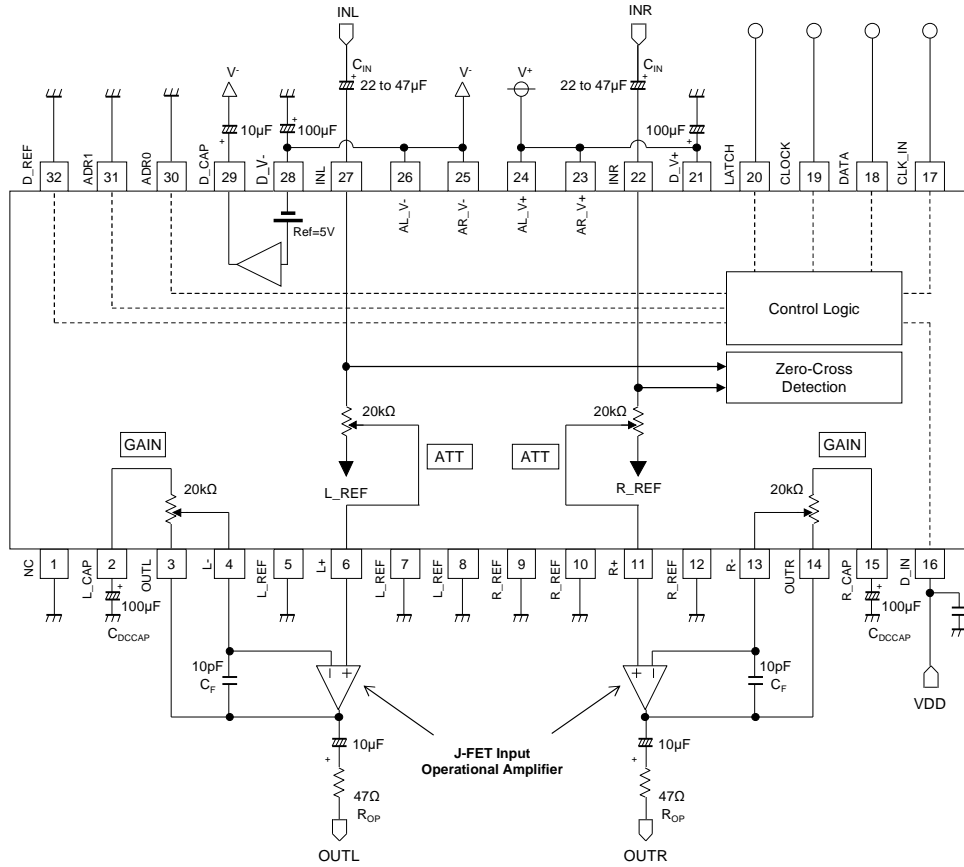 INL
INR
C_IN
22 to 47µF
C_IN
22 to 47µF
V-
V-
V+
10µF
100µF
100µF
+
+
+
+
+
D_REF
ADR1
ADR0
D_CAP
D_V-
INL
INR
D_V+
LATCH
CLOCK
DATA
CLK_IN
32
31
30
29
28
27
26
25
24
23
22
21
20
19
18
17
AL_V-
AR_V-
AL_V+
AR_V+
Ref=5V
Control Logic
Zero-Cross
Detection
20kΩ
20kΩ
GAIN
ATT
ATT
GAIN
20kΩ
L_REF
R_REF
20kΩ
NC
L_CAP
OUTL
L-
L_REF
L+
L_REF
L_REF
R_REF
R_REF
R+
R_REF
R-
OUTR
R_CAP
D_IN
1
2
3
4
5
6
7
8
9
10
11
12
13
14
15
16
+
100µF
C_DCCAP
+
100µF
C_DCCAP
10pF
C_F
− +
+ −
10pF
C_F
VDD
10µF
+
J-FET Input
Operational Amplifier
10µF
+
47Ω
R_OP
47Ω
R_OP
OUTL
OUTR